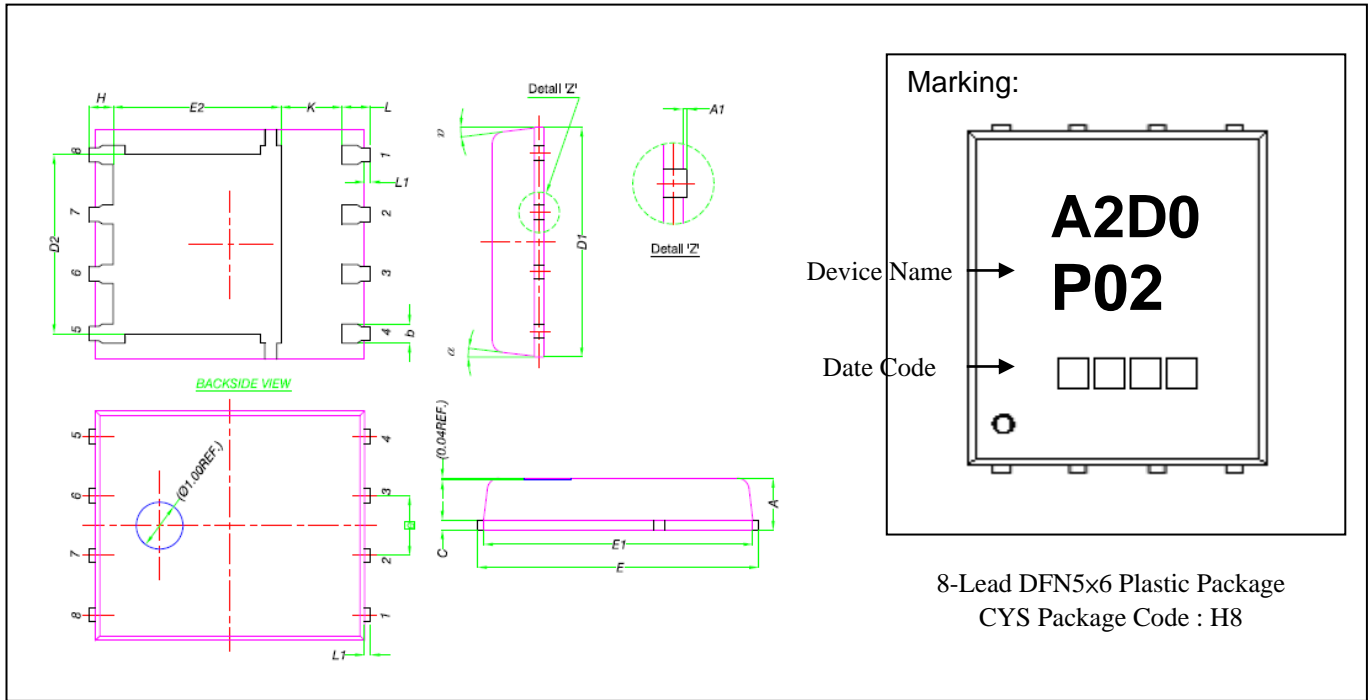 H
E2
K
L
8
1
L1
7
2
D2
6
3
5
4
b
BACKSIDE VIEW
Detail 'Z'
a
D1
a
A1
Detail 'Z'
5
4
(Ø1.00REF.)
6
3
7
2
8
1
L1
(0.04REF.)
A
C
E1
E
Marking:
A2D0
P02
Device Name
Date Code
8-Lead DFN5×6 Plastic Package
CYS Package Code : H8